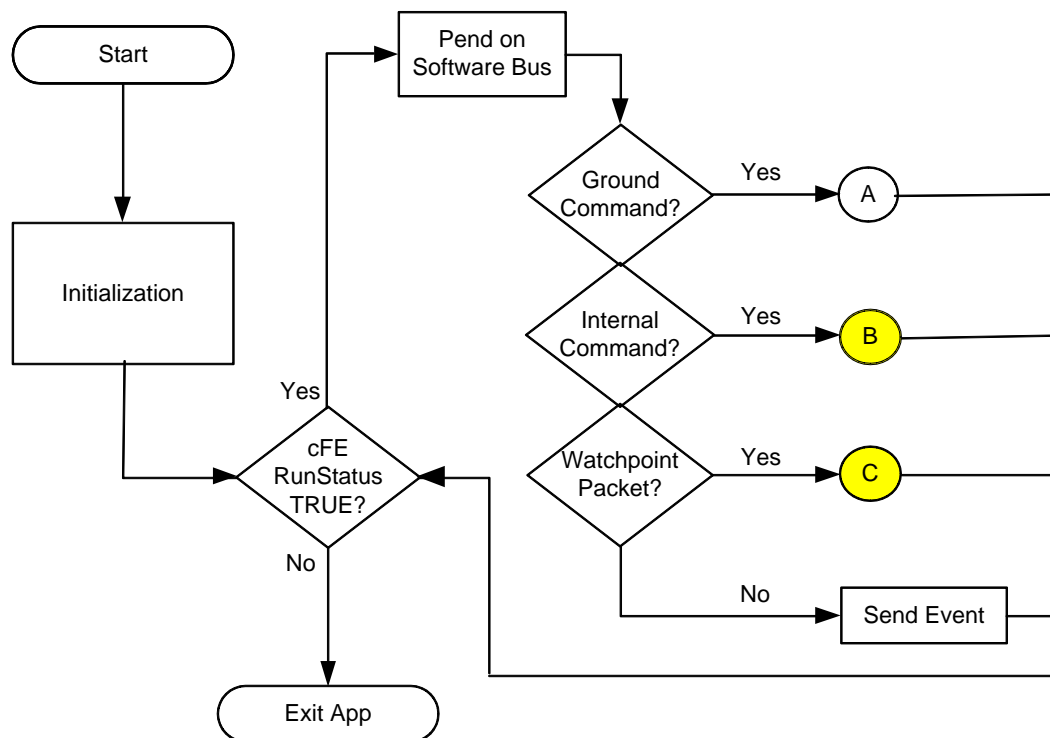 Start
Initialization
cFE
RunStatus
TRUE?
Yes
No
Exit App
Pend on
Software Bus
Ground
Command?
Yes
A
Internal
Command?
Yes
B
Watchpoint
Packet?
Yes
C
No
Send Event